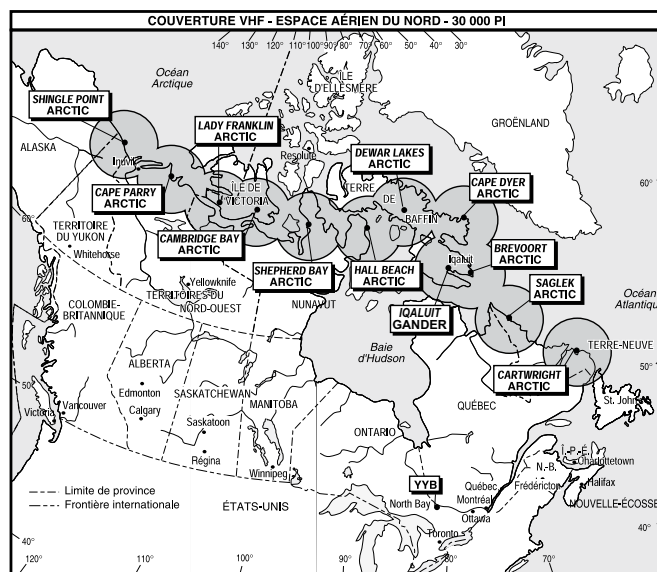 COUVERTURE VHF - ESPACE AÉRIEN DU NORD - 30 000 PI
140° 130° 120° 110° 100° 90° 80° 70° 60° 50° 40° 30°
Océan
Arctique
ÎLE
D'ELLESMERE
GROËNLAND
SHINGLE POINT
ARCTIC
LADY FRANKLIN
ARCTIC
DEWAR LAKES
ARCTIC
CAPE DYER
ARCTIC
ALASKA
Inuvik
Resolute
TERRE
DE
BAFFIN
ÎLE DE
VICTORIA
60°
CAPE PARRY
ARCTIC
CAMBRIDGE BAY
ARCTIC
SHEPHERD BAY
ARCTIC
HALL BEACH
ARCTIC
BREVOORT
ARCTIC
Iqaluit
60°
TERRITOIRE
DU YUKON
Whitehorse
Yellowknife
TERRITOIRES DU
NORD-OUEST
NUNAVUT
IQALUIT
GANDER
SAGLEK
ARCTIC
Océan
Atlantique
COLOMBIE-
BRITANNIQUE
Baie
d'Hudson
TERRE-NEUVE
CARTWRIGHT
ARCTIC
50°
ALBERTA
Edmonton
Calgary
SASKATCHEWAN
Saskatoon
Régina
MANITOBA
Winnipeg
QUÉBEC
St. John's
50°
Vancouver
Victoria
ONTARIO
Î.-P.-É.
Charlottetown
N.-B.
Frédéricton
Halifax
NOUVELLE-ÉCOSSE
YYB
North Bay
Québec
Montréal
Ottawa
Toronto
Limite de province
Frontière internationale
ÉTATS-UNIS
40°
40°
120° 110° 100° 90° 80° 70°